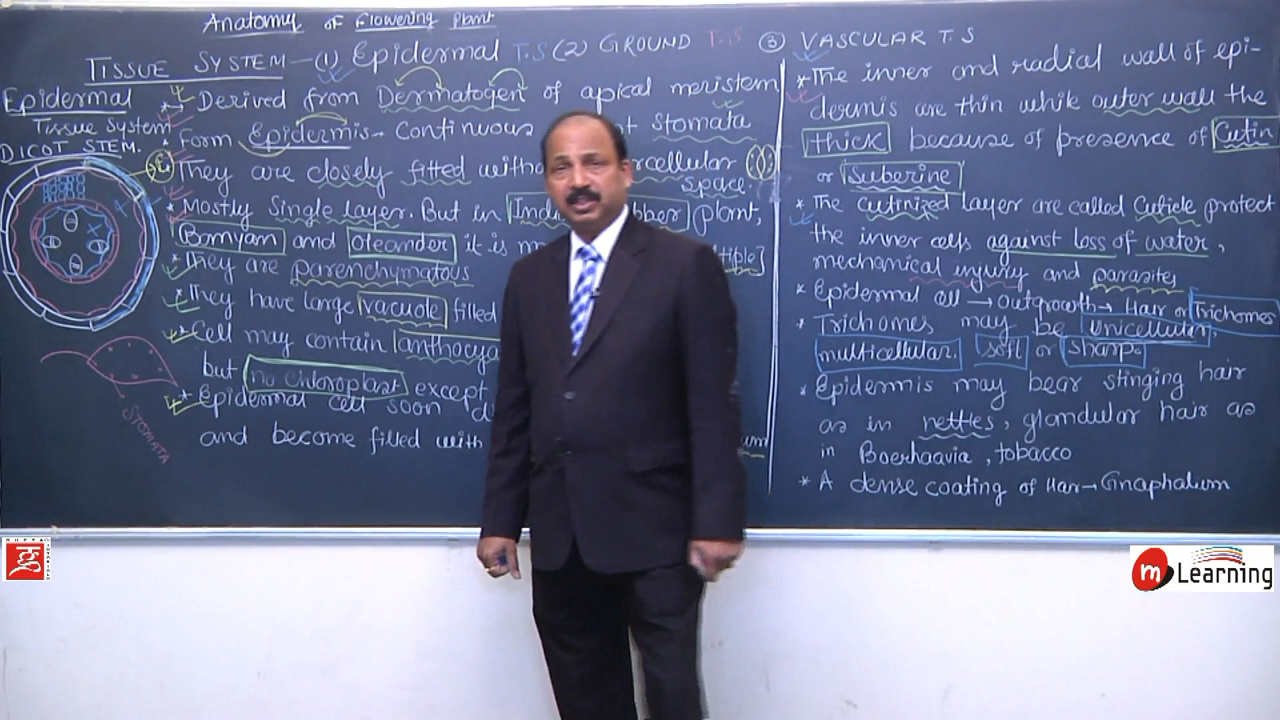 Anatomy of Flowering Plant
TISSUE SYSTEM - (1) Epidermal T.S (2) GROUND T.S ③ VASCULAR T.S
Epidermal
Tissue System
DICOT STEM.
* Derived from Dermatogen of apical meristem
* Form Epidermis → Continuous Stomata
* They are closely fitted
space.
* Mostly Single layer. But in plant,
Banyan and Oleander it is
* They are parenchymatous
* They have large vacuole filled
* Cell may contain
but no chloroplast except
* Epidermal cell soon
and become filled with
STOMATA
* The inner and radial wall of epi-
dermis are thin while outer wall the
thick because of presence of Cutin
or Suberine
* The cutinized layer are called Cuticle protect
the inner cells against loss of water,
mechanical injury and parasites
* Epidermal cell → outgrowth → Hair or Trichomes
* Trichomes may be Unicellular,
multicellular. Soft or Sharp.
* Epidermis may bear stinging hair
as in nettles, glandular hair as
in Boerhaavia, tobacco
* A dense coating of Hair → Gnaphalium
GUPTA
TUTORIALS
m Learning